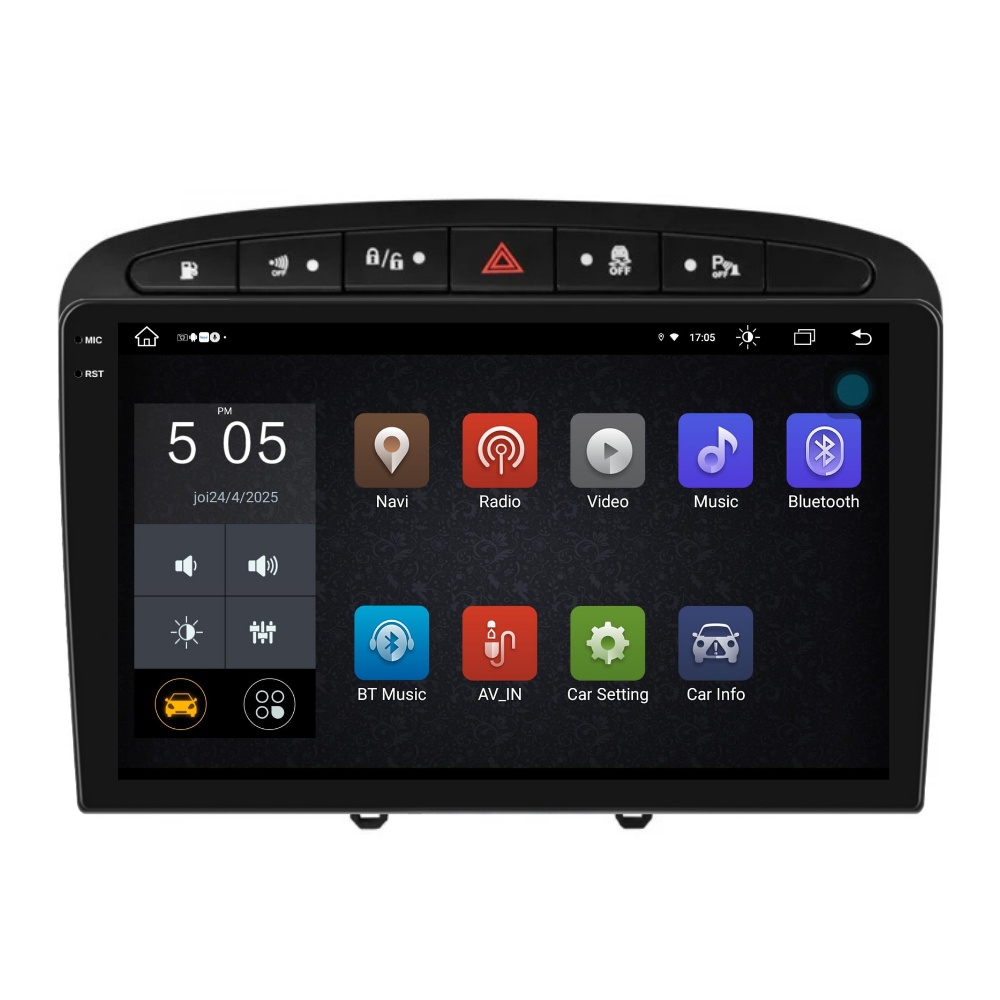 OFF
OFF
P
OFF
MIC
RST
17:05
PM
5 05
joi24/4/2025
Navi
Radio
Video
Music
Bluetooth
BT Music
AV_IN
Car Setting
Car Info